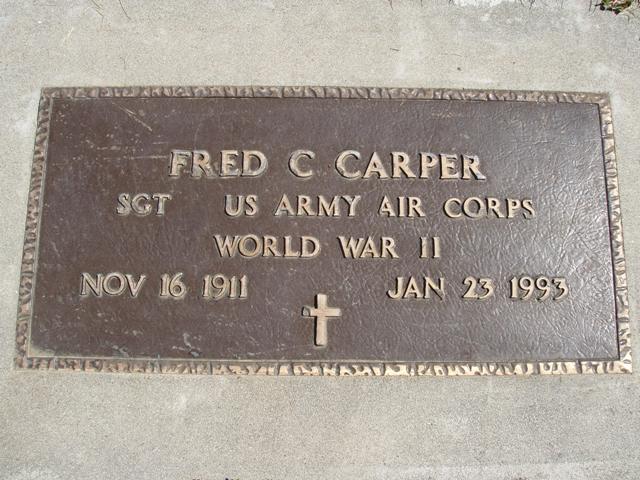 FRED C CARPER
SGT US ARMY AIR CORPS
WORLD WAR II
NOV 16 1911 JAN 23 1993